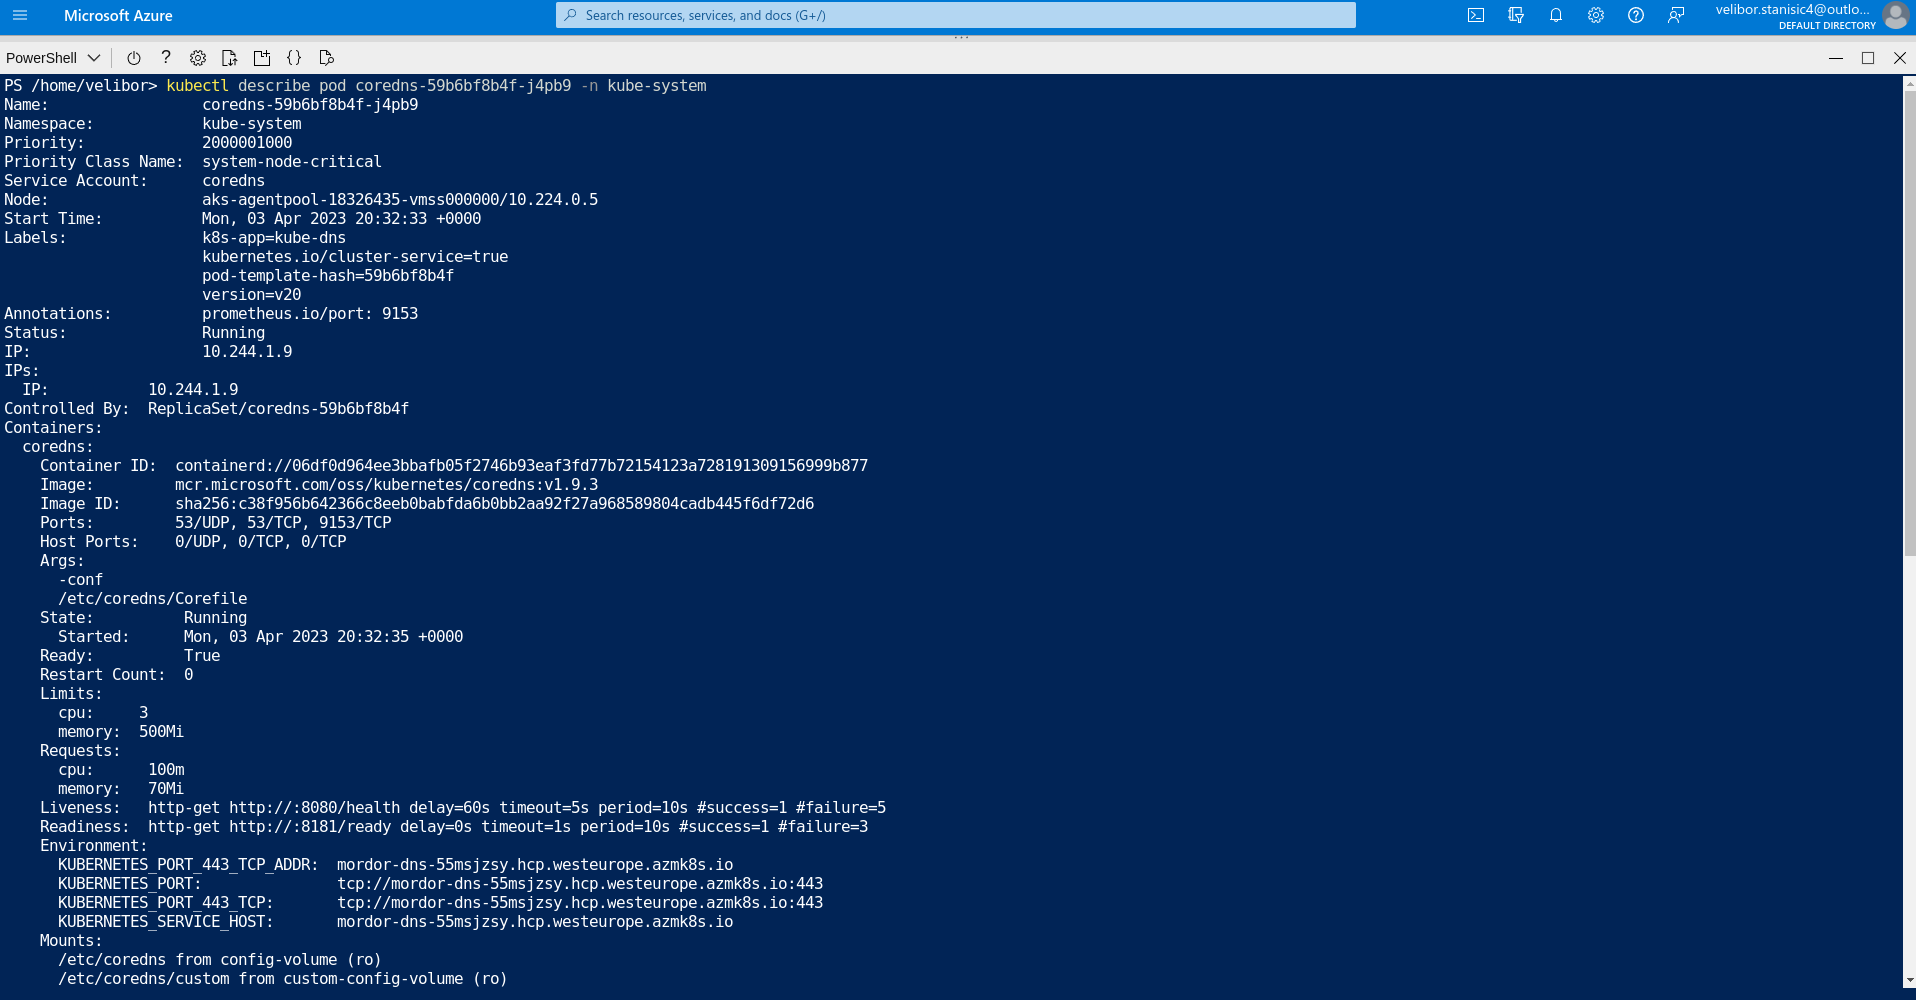 Microsoft Azure
Search resources, services, and docs (G+/)
velibor.stanisic4@outlo...
DEFAULT DIRECTORY
PowerShell
PS /home/velibor> kubectl describe pod coredns-59b6bf8b4f-j4pb9 -n kube-system
Name:                 coredns-59b6bf8b4f-j4pb9
Namespace:            kube-system
Priority:             2000001000
Priority Class Name:  system-node-critical
Service Account:      coredns
Node:                 aks-agentpool-18326435-vmss000000/10.224.0.5
Start Time:           Mon, 03 Apr 2023 20:32:33 +0000
Labels:               k8s-app=kube-dns
                      kubernetes.io/cluster-service=true
                      pod-template-hash=59b6bf8b4f
                      version=v20
Annotations:          prometheus.io/port: 9153
Status:               Running
IP:                   10.244.1.9
IPs:
  IP:           10.244.1.9
Controlled By:  ReplicaSet/coredns-59b6bf8b4f
Containers:
  coredns:
    Container ID:  containerd://06df0d964ee3bbafb05f2746b93eaf3fd77b72154123a728191309156999b877
    Image:         mcr.microsoft.com/oss/kubernetes/coredns:v1.9.3
    Image ID:      sha256:c38f956b642366c8eeb0babfda6b0bb2aa92f27a968589804cadb445f6df72d6
    Ports:         53/UDP, 53/TCP, 9153/TCP
    Host Ports:    0/UDP, 0/TCP, 0/TCP
    Args:
      -conf
      /etc/coredns/Corefile
    State:          Running
      Started:      Mon, 03 Apr 2023 20:32:35 +0000
    Ready:          True
    Restart Count:  0
    Limits:
      cpu:     3
      memory:  500Mi
    Requests:
      cpu:      100m
      memory:   70Mi
    Liveness:   http-get http://:8080/health delay=60s timeout=5s period=10s #success=1 #failure=5
    Readiness:  http-get http://:8181/ready delay=0s timeout=1s period=10s #success=1 #failure=3
    Environment:
      KUBERNETES_PORT_443_TCP_ADDR:  mordor-dns-55msjzsy.hcp.westeurope.azmk8s.io
      KUBERNETES_PORT:               tcp://mordor-dns-55msjzsy.hcp.westeurope.azmk8s.io:443
      KUBERNETES_PORT_443_TCP:       tcp://mordor-dns-55msjzsy.hcp.westeurope.azmk8s.io:443
      KUBERNETES_SERVICE_HOST:       mordor-dns-55msjzsy.hcp.westeurope.azmk8s.io
    Mounts:
      /etc/coredns from config-volume (ro)
      /etc/coredns/custom from custom-config-volume (ro)